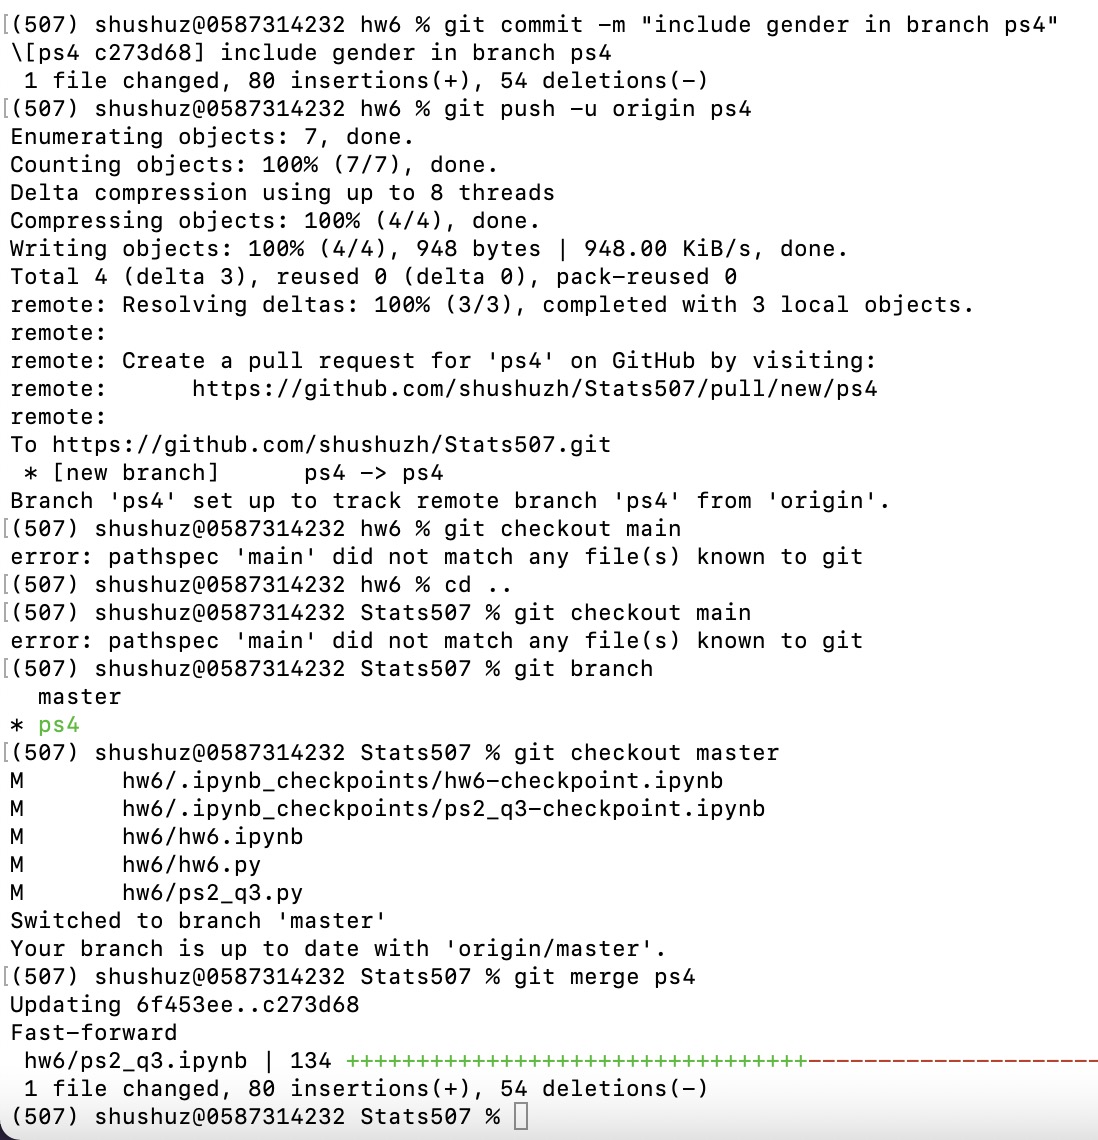 [(507) shushuz@0587314232 hw6 % git commit -m "include gender in branch ps4"
\[ps4 c273d68] include gender in branch ps4
 1 file changed, 80 insertions(+), 54 deletions(-)
[(507) shushuz@0587314232 hw6 % git push -u origin ps4
Enumerating objects: 7, done.
Counting objects: 100% (7/7), done.
Delta compression using up to 8 threads
Compressing objects: 100% (4/4), done.
Writing objects: 100% (4/4), 948 bytes | 948.00 KiB/s, done.
Total 4 (delta 3), reused 0 (delta 0), pack-reused 0
remote: Resolving deltas: 100% (3/3), completed with 3 local objects.
remote:
remote: Create a pull request for 'ps4' on GitHub by visiting:
remote:      https://github.com/shushuzh/Stats507/pull/new/ps4
remote:
To https://github.com/shushuzh/Stats507.git
 * [new branch]      ps4 -> ps4
Branch 'ps4' set up to track remote branch 'ps4' from 'origin'.
[(507) shushuz@0587314232 hw6 % git checkout main
error: pathspec 'main' did not match any file(s) known to git
[(507) shushuz@0587314232 hw6 % cd ..
[(507) shushuz@0587314232 Stats507 % git checkout main
error: pathspec 'main' did not match any file(s) known to git
[(507) shushuz@0587314232 Stats507 % git branch
  master
* ps4
[(507) shushuz@0587314232 Stats507 % git checkout master
M       hw6/.ipynb_checkpoints/hw6-checkpoint.ipynb
M       hw6/.ipynb_checkpoints/ps2_q3-checkpoint.ipynb
M       hw6/hw6.ipynb
M       hw6/hw6.py
M       hw6/ps2_q3.py
Switched to branch 'master'
Your branch is up to date with 'origin/master'.
[(507) shushuz@0587314232 Stats507 % git merge ps4
Updating 6f453ee..c273d68
Fast-forward
 hw6/ps2_q3.ipynb | 134 +++++++++++++++++++++++++++++++++---------------------
 1 file changed, 80 insertions(+), 54 deletions(-)
(507) shushuz@0587314232 Stats507 %